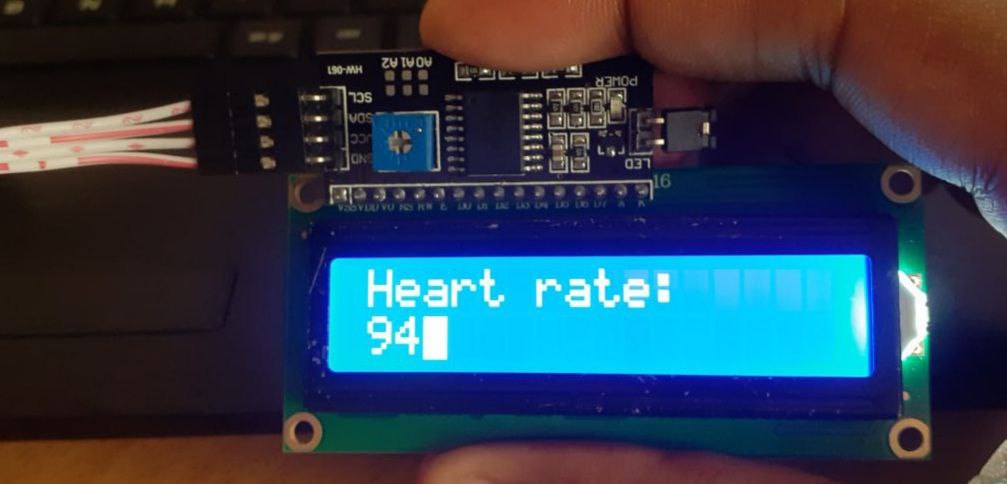 A0 A1 A2
HW-061
POWER
SCL
SDA
VCC
GND
LED
16
VSS VDD VO RS RW E D0 D1 D2 D3 D4 D5 D6 D7 A K
Heart rate:
94